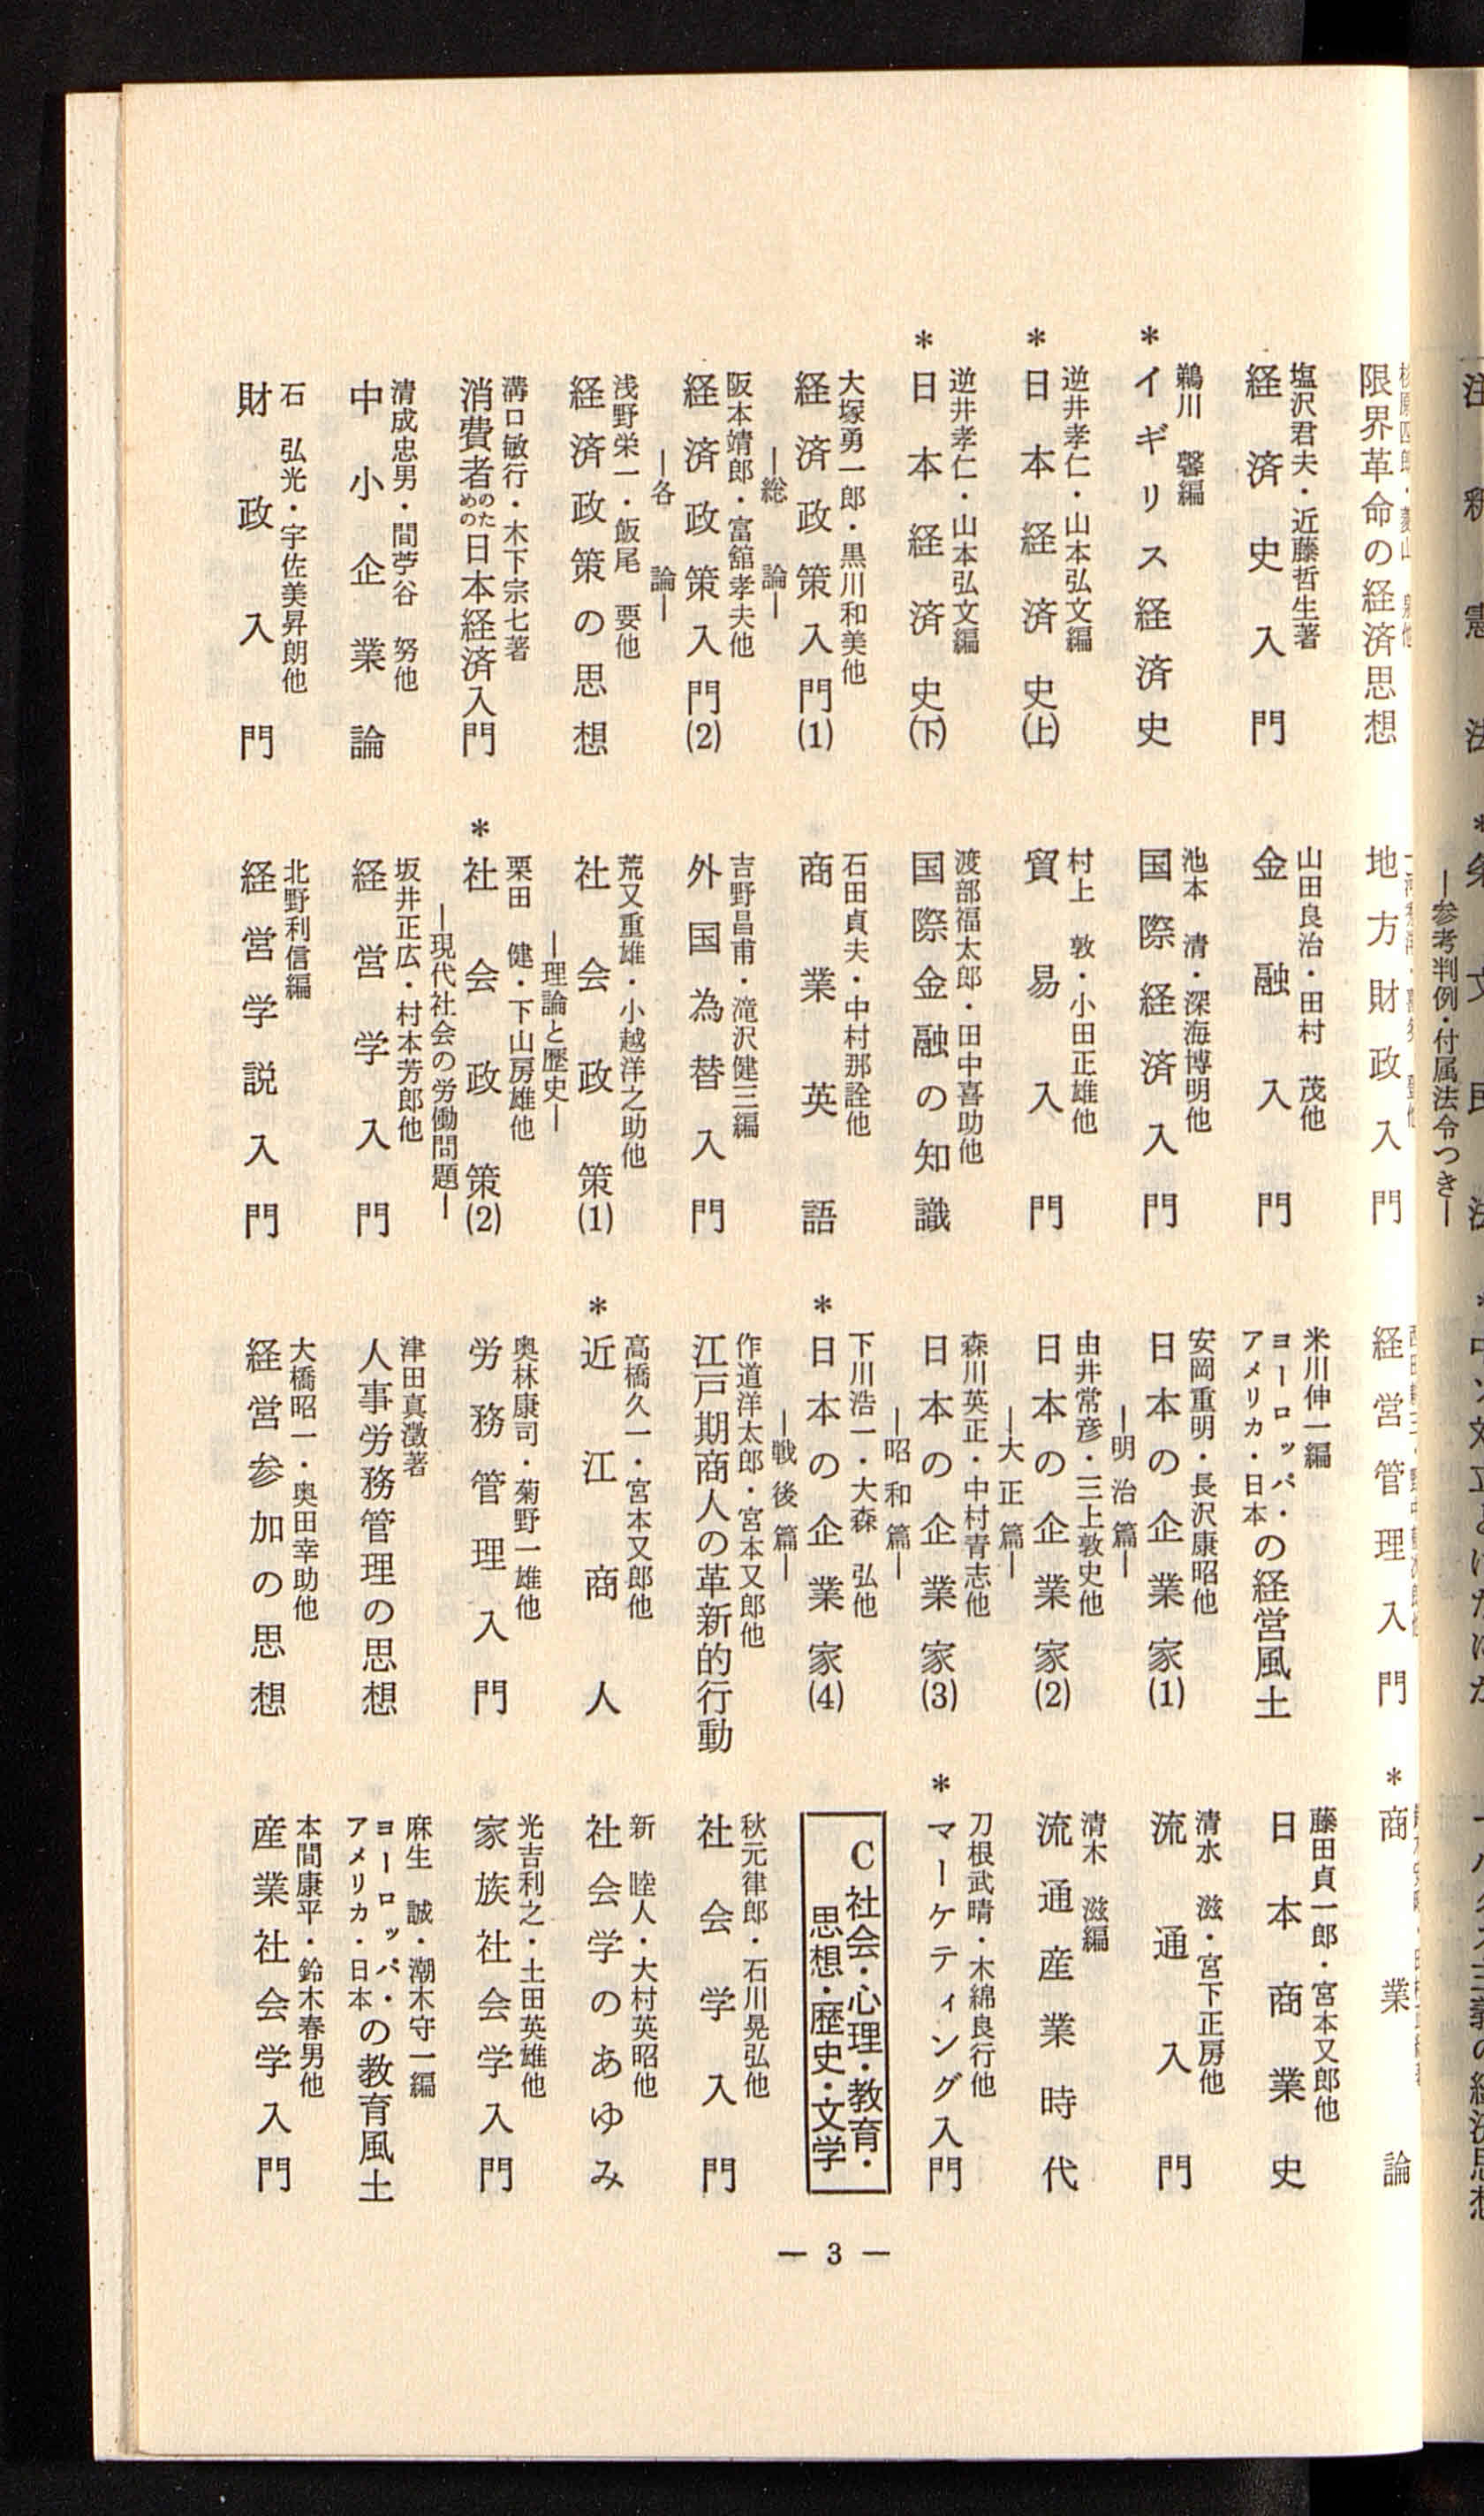 限界革命の経済思想
塩沢君夫・近藤哲生著
経済史入門
鵜川 馨編
*イギリス経済史
逆井孝仁・山本弘文編
*日本経済史(上)
逆井孝仁・山本弘文編
*日本経済史(下)
大塚勇一郎・黒川和美他
経済政策入門(1)
―総論―
阪本靖郎・富舘孝夫他
経済政策入門(2)
―各論―
浅野栄一・飯尾 要他
経済政策の思想
溝口敏行・木下宗七著
消費者のための日本経済入門
清成忠男・間苧谷 努他
中小企業論
石 弘光・宇佐美昇朗他
財政入門
地方財政入門
山田良治・田村 茂他
金融入門
池本 清・深海博明他
国際経済入門
村上 敦・小田正雄他
貿易入門
渡部福太郎・田中喜助他
国際金融の知識
石田貞夫・中村那詮他
商業英語
吉野昌甫・滝沢健三編
外国為替入門
荒又重雄・小越洋之助他
社会政策(1)
―理論と歴史―
栗田 健・下山房雄他
*社会政策(2)
―現代社会の労働問題―
坂井正広・村本芳郎他
経営学入門
北野利信編
経営学説入門
経営管理入門
米川伸一編
ヨーロッパ・アメリカ・日本の経営風土
安岡重明・長沢康昭他
日本の企業家(1)
―明治篇―
由井常彦・三上敦史他
日本の企業家(2)
―大正篇―
森川英正・中村青志他
日本の企業家(3)
―昭和篇―
下川浩一・大森 弘他
*日本の企業家(4)
―戦後篇―
作道洋太郎・宮本又郎他
江戸期商人の革新的行動
高橋久一・宮本又郎他
*近江商人
奥林康司・菊野一雄他
労務管理入門
津田真澂著
人事労務管理の思想
大橋昭一・奥田幸助他
経営参加の思想
*商業論
藤田貞一郎・宮本又郎他
日本商業史
清水 滋・宮下正房他
流通入門
清木 滋編
流通産業時代
刀根武晴・木綿良行他
*マーケティング入門
C 社会・心理・教育・
思想・歴史・文学
秋元律郎・石川晃弘他
社会学入門
新 睦人・大村英昭他
社会学のあゆみ
光吉利之・土田英雄他
家族社会学入門
麻生 誠・潮木守一編
ヨーロッパ・アメリカ・日本の教育風土
本間康平・鈴木春男他
産業社会学入門
― 3 ―
注釈憲法
*条文民法
―参考判例・付属法令つき―